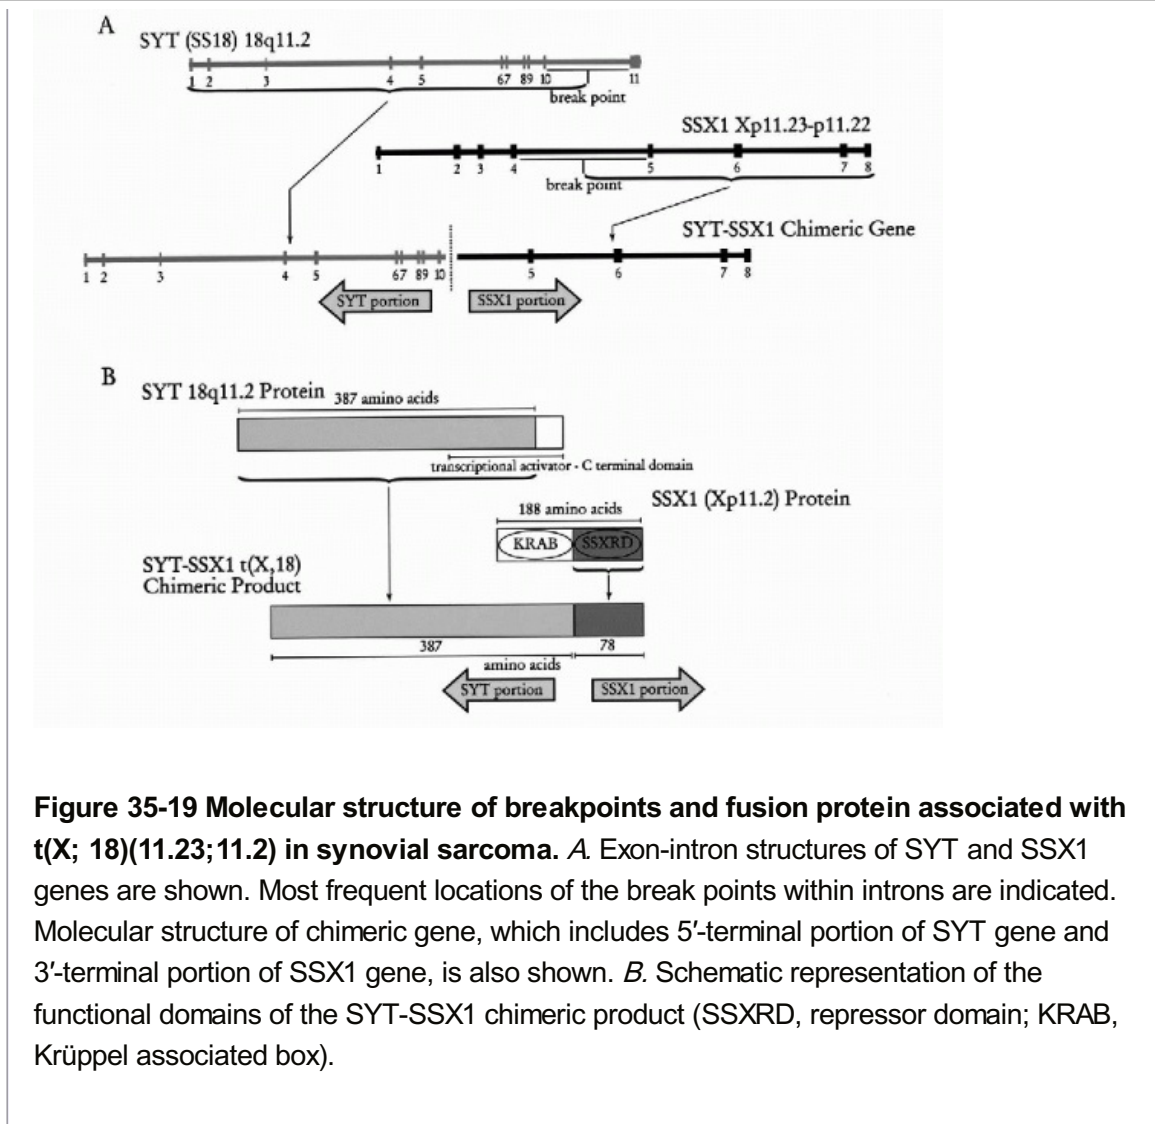 A
SYT (SS18) 18q11.2
1 2 3 4 5 67 89 10 11
break point
SSX1 Xp11.23-p11.22
1 2 3 4 5 6 7 8
break point
SYT-SSX1 Chimeric Gene
1 2 3 4 5 67 89 10 5 6 7 8
SYT portion SSX1 portion
B
SYT 18q11.2 Protein
387 amino acids
transcriptional activator - C terminal domain
SSX1 (Xp11.2) Protein
188 amino acids
KRAB SSXRD
SYT-SSX1 t(X,18)
Chimeric Product
387 78
amino acids
SYT portion SSX1 portion
Figure 35-19 Molecular structure of breakpoints and fusion protein associated with
t(X; 18)(11.23;11.2) in synovial sarcoma. A. Exon-intron structures of SYT and SSX1
genes are shown. Most frequent locations of the break points within introns are indicated.
Molecular structure of chimeric gene, which includes 5′-terminal portion of SYT gene and
3′-terminal portion of SSX1 gene, is also shown. B. Schematic representation of the
functional domains of the SYT-SSX1 chimeric product (SSXRD, repressor domain; KRAB,
Krüppel associated box).